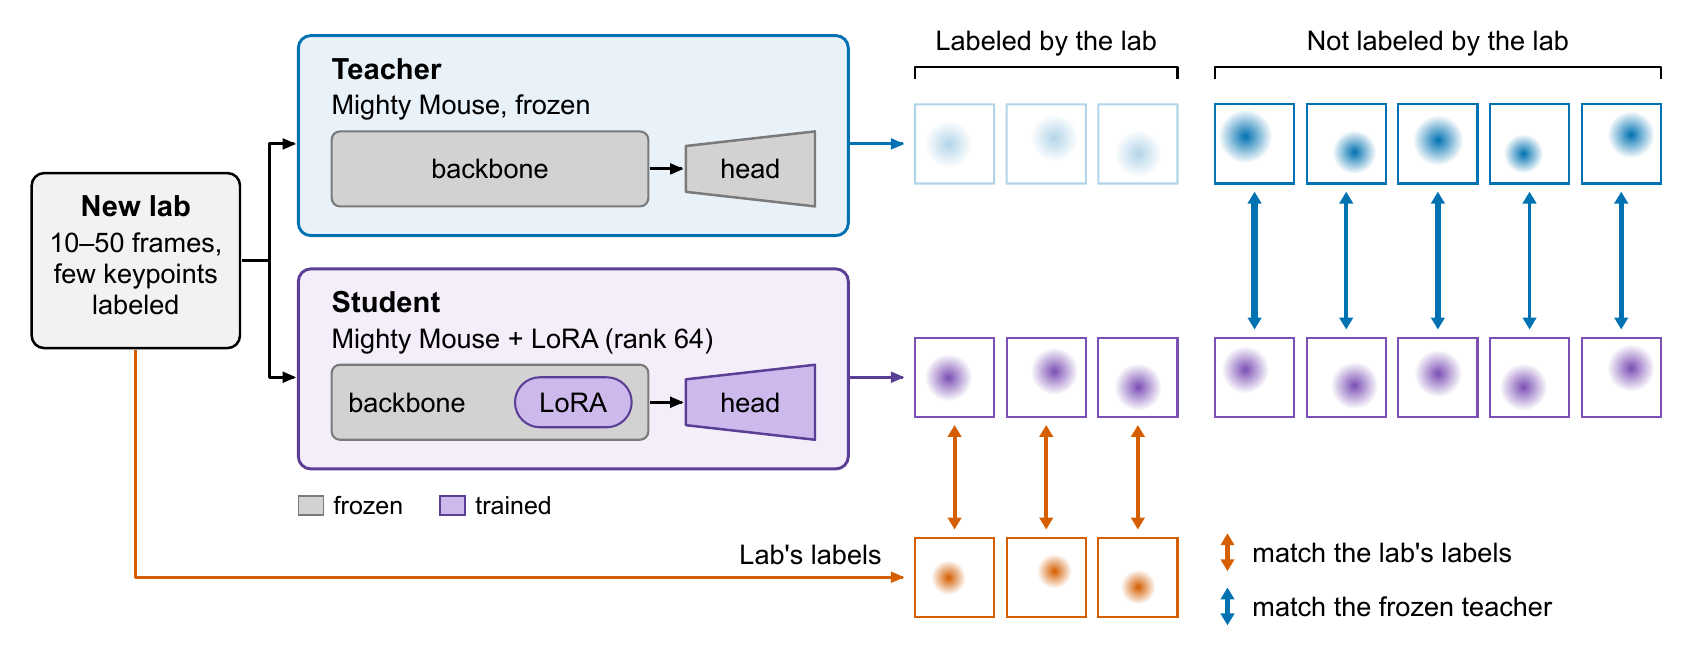 Labeled by the lab
Not labeled by the lab
Teacher
Mighty Mouse, frozen
backbone
head
New lab
10–50 frames,
few keypoints
labeled
Student
Mighty Mouse + LoRA (rank 64)
backbone
LoRA
head
frozen
trained
Lab's labels
match the lab's labels
match the frozen teacher